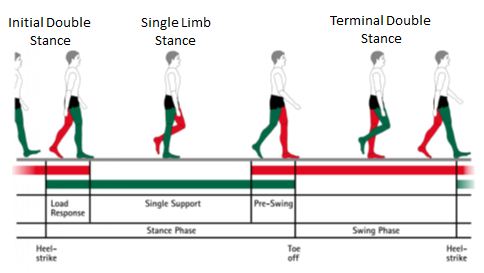 Initial Double
Stance
Single Limb
Stance
Terminal Double
Stance
Load
Response
Single Support
Pre-Swing
Stance Phase
Swing Phase
Heel-
strike
Toe
off
Heel-
strike